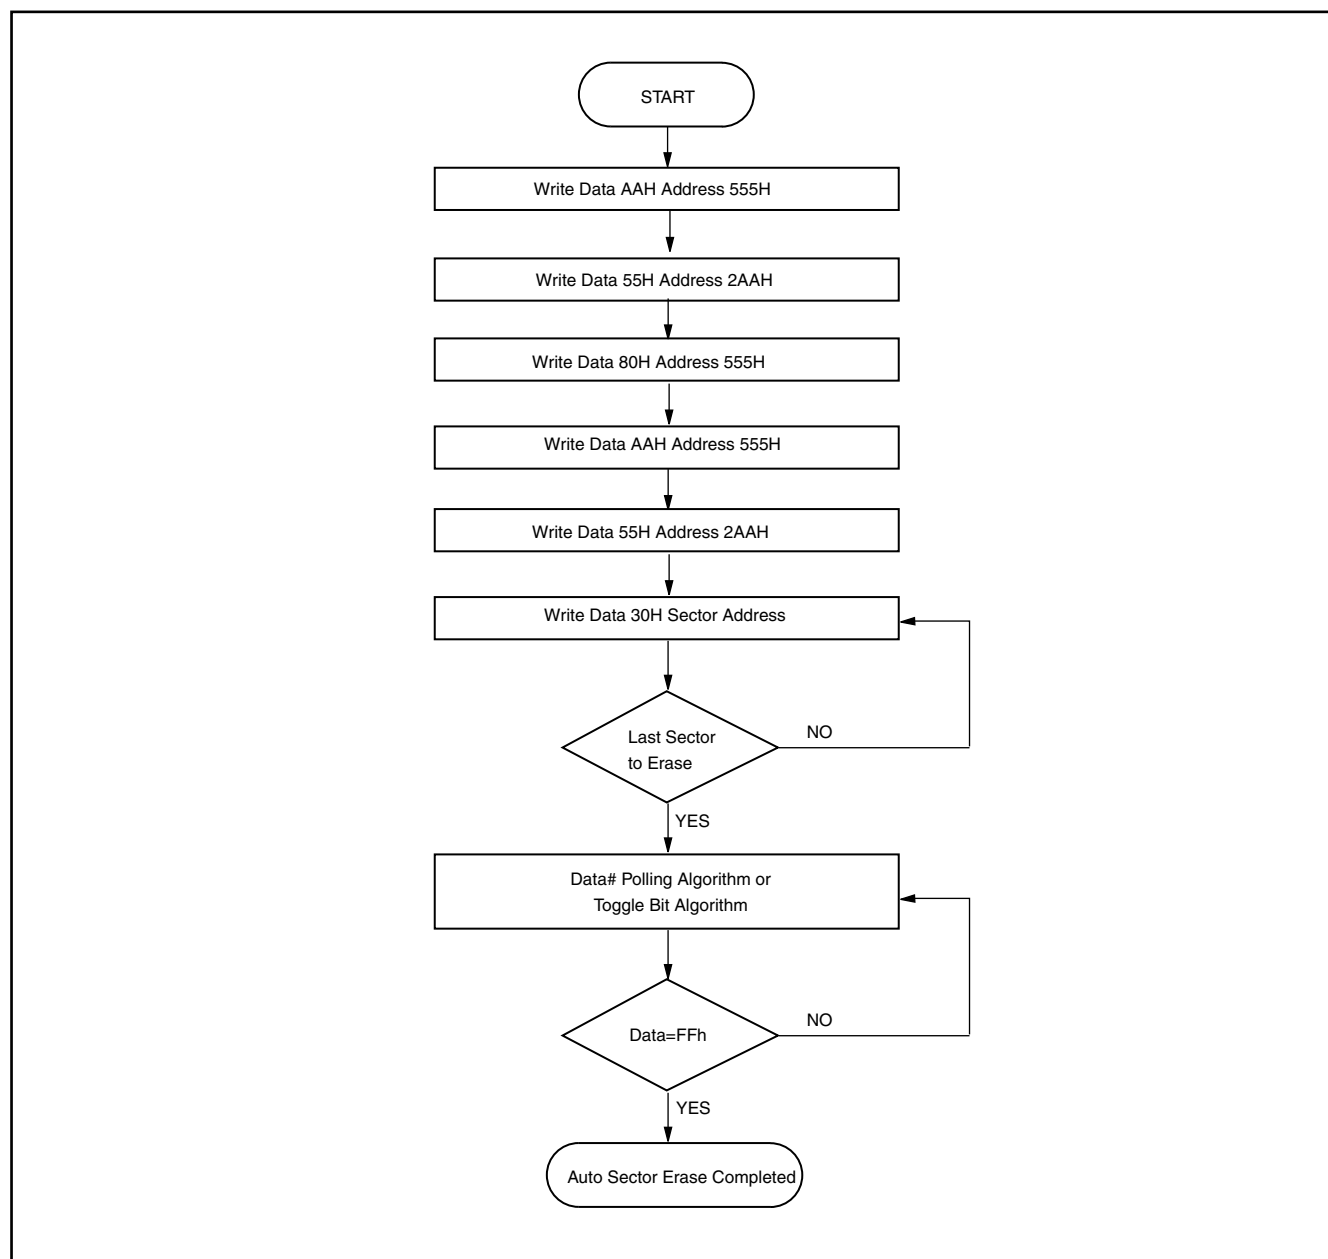 START
Write Data AAH Address 555H
Write Data 55H Address 2AAH
Write Data 80H Address 555H
Write Data AAH Address 555H
Write Data 55H Address 2AAH
Write Data 30H Sector Address
Last Sector
to Erase
NO
YES
Data# Polling Algorithm or
Toggle Bit Algorithm
Data=FFh
NO
YES
Auto Sector Erase Completed